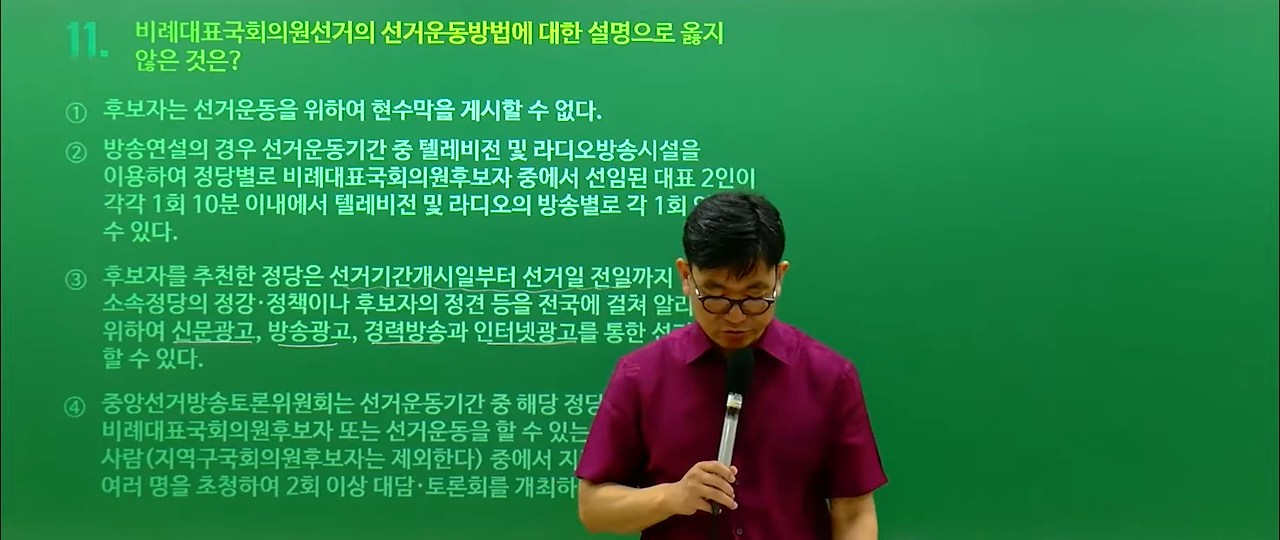 11. 비례대표국회의원선거의 선거운동방법에 대한 설명으로 옳지
않은 것은?
① 후보자는 선거운동을 위하여 현수막을 게시할 수 없다.
② 방송연설의 경우 선거운동기간 중 텔레비전 및 라디오방송시설을
이용하여 정당별로 비례대표국회의원후보자 중에서 선임된 대표 2인이
각각 1회 10분 이내에서 텔레비전 및 라디오의 방송별로 각 1회
수 있다.
③ 후보자를 추천한 정당은 선거기간개시일부터 선거일 전일까지
소속정당의 정강·정책이나 후보자의 정견 등을 전국에 걸쳐
위하여 신문광고, 방송광고, 경력방송과 인터넷광고를 통한
할 수 있다.
④ 중앙선거방송토론위원회는 선거운동기간 중 해당
비례대표국회의원후보자 또는 선거운동을 할 수 있는
사람(지역구국회의원후보자는 제외한다) 중에서
여러 명을 초청하여 2회 이상 대담·토론회를